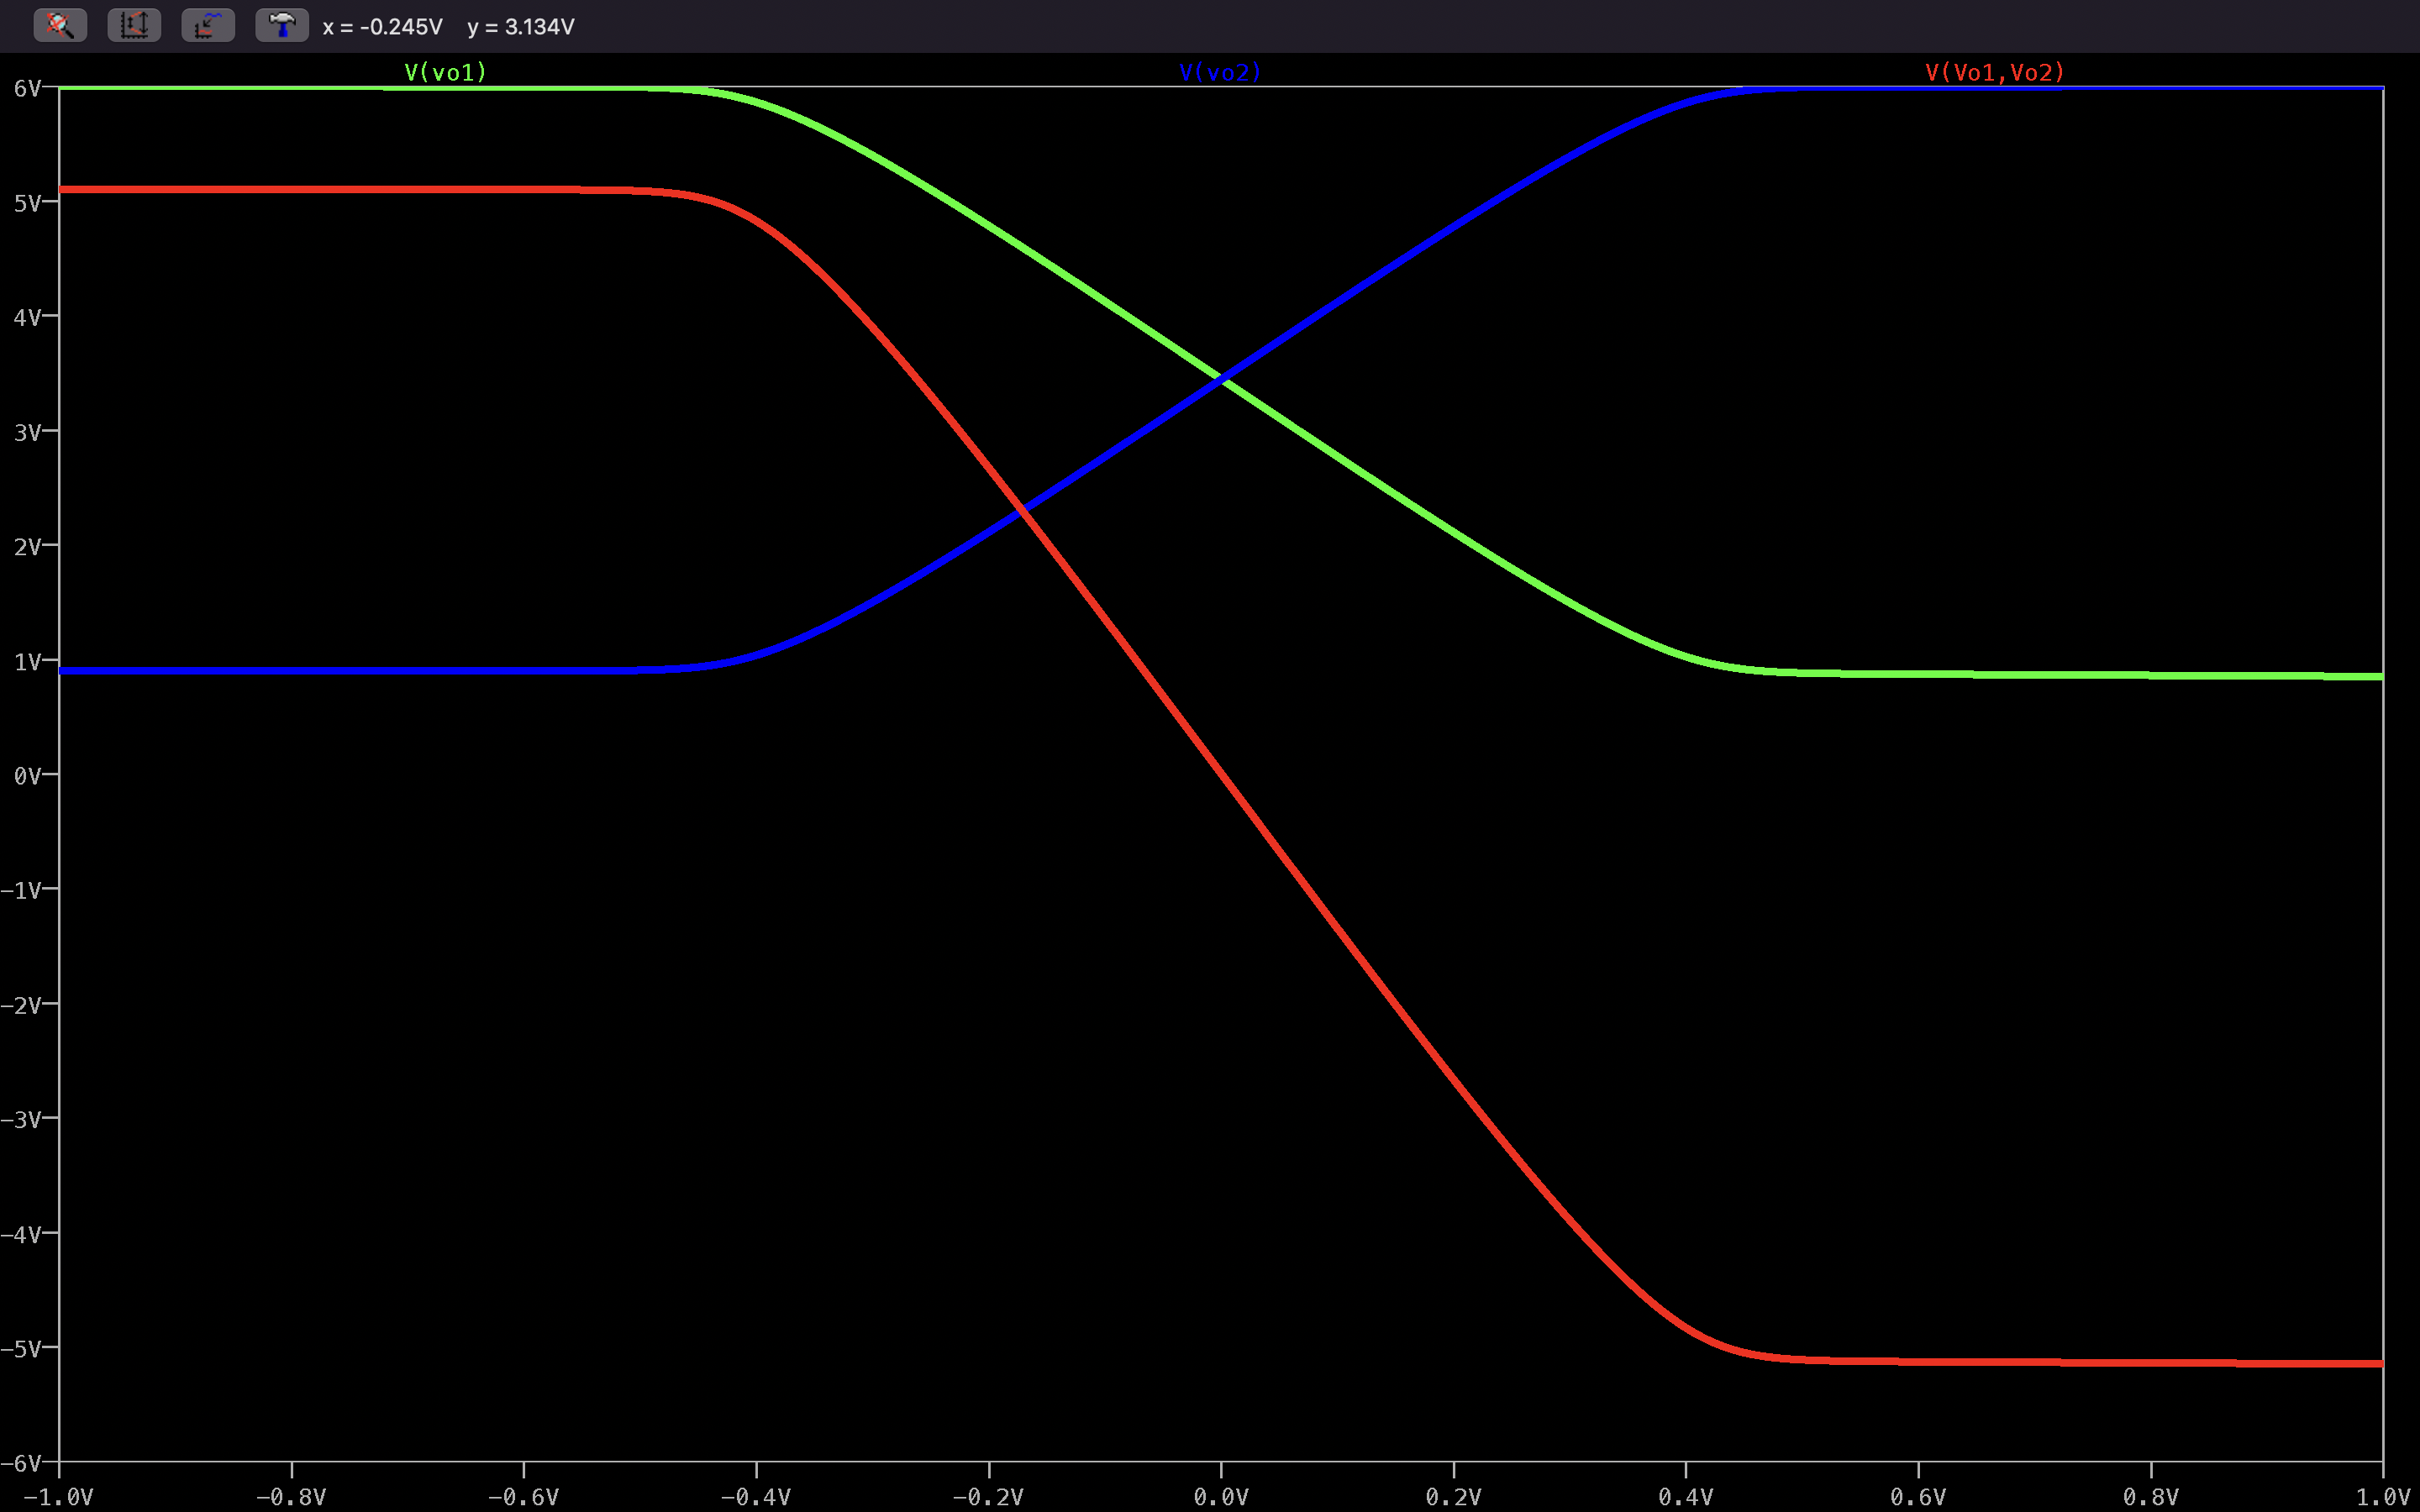 x = -0.245V y = 3.134V
V(vo1) V(vo2) V(Vo1,Vo2)
6V
5V
4V
3V
2V
1V
0V
−1V
−2V
−3V
−4V
−5V
−6V
−1.0V −0.8V −0.6V −0.4V −0.2V 0.0V 0.2V 0.4V 0.6V 0.8V 1.0V